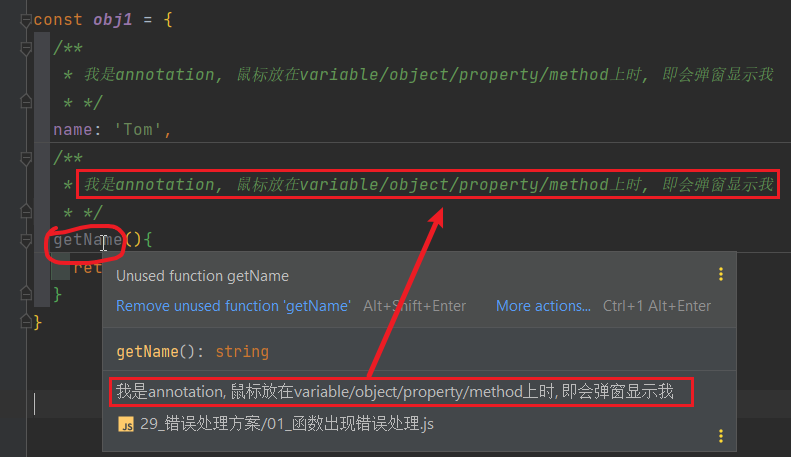 const obj1 = {
/**
* 我是annotation, 鼠标放在variable/object/property/method上时, 即会弹窗显示我
* */
name: 'Tom',
/**
* 我是annotation, 鼠标放在variable/object/property/method上时, 即会弹窗显示我
* */
getName(){
ret
}
}
Unused function getName
Remove unused function 'getName' Alt+Shift+Enter More actions... Ctrl+1 Alt+Enter
getName(): string
我是annotation, 鼠标放在variable/object/property/method上时, 即会弹窗显示我
JS 29_错误处理方案/01_函数出现错误处理.js